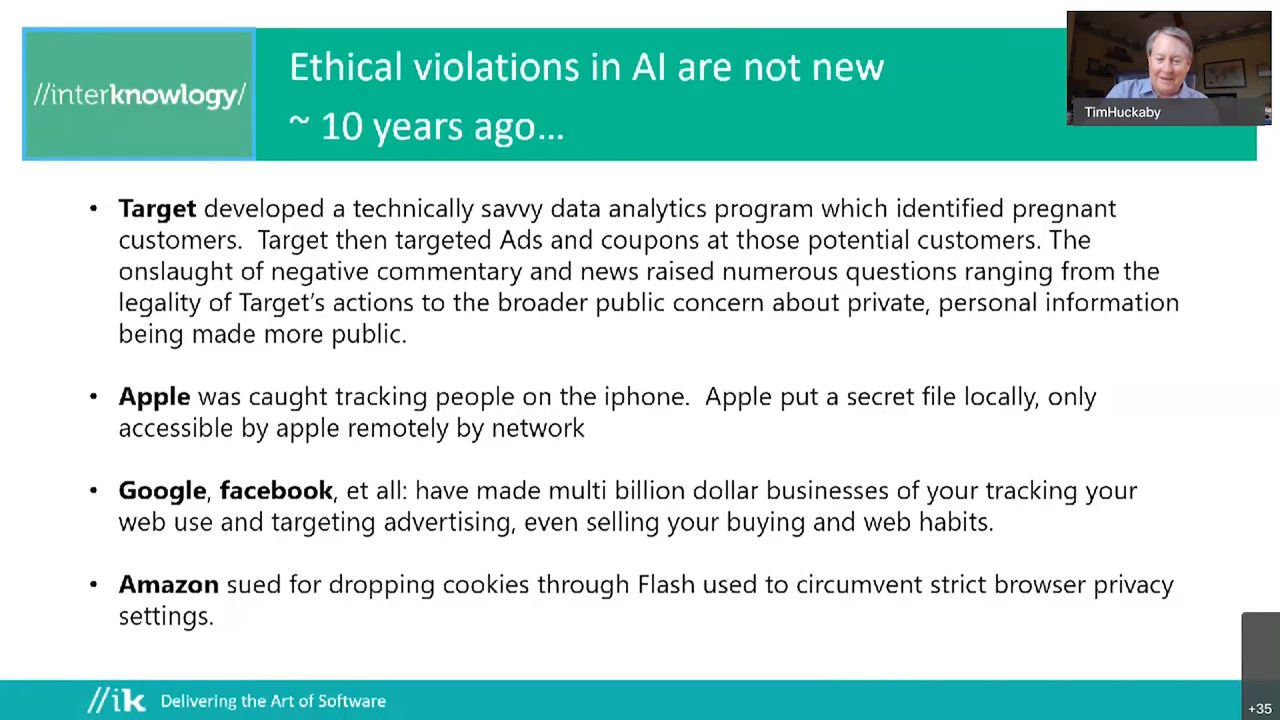 //interknowlogy/
Ethical violations in AI are not new
~ 10 years ago...
TimHuckaby
• Target developed a technically savvy data analytics program which identified pregnant
customers.  Target then targeted Ads and coupons at those potential customers. The
onslaught of negative commentary and news raised numerous questions ranging from the
legality of Target's actions to the broader public concern about private, personal information
being made more public.
• Apple was caught tracking people on the iphone.  Apple put a secret file locally, only
accessible by apple remotely by network
• Google, facebook, et all: have made multi billion dollar businesses of your tracking your
web use and targeting advertising, even selling your buying and web habits.
• Amazon sued for dropping cookies through Flash used to circumvent strict browser privacy
settings.
//ik Delivering the Art of Software
+35